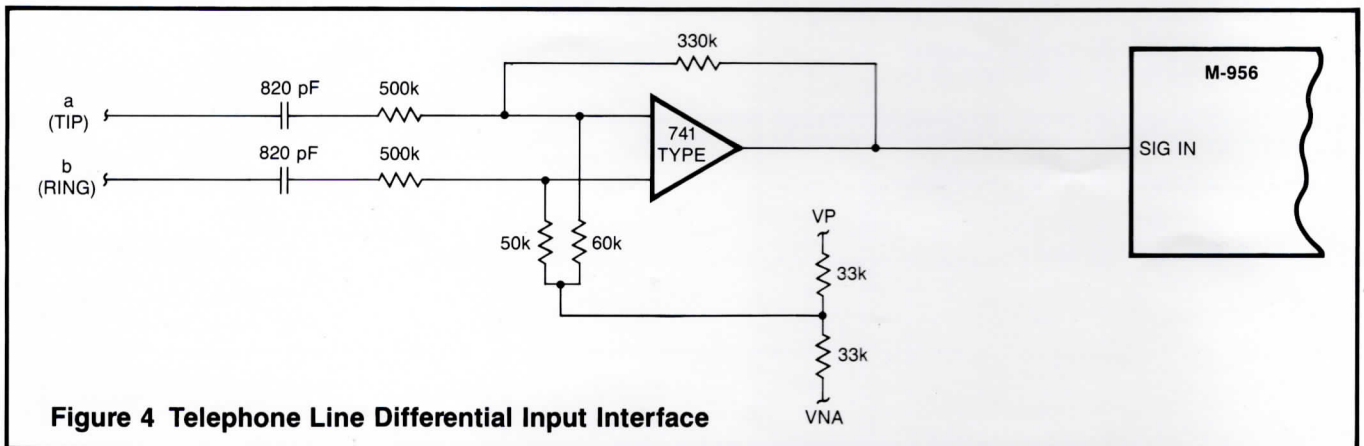 330k
M-956
820 pF
500k
a
(TIP)
741
TYPE
SIG IN
820 pF
500k
b
(RING)
VP
50k
60k
33k
33k
VNA
Figure 4 Telephone Line Differential Input Interface